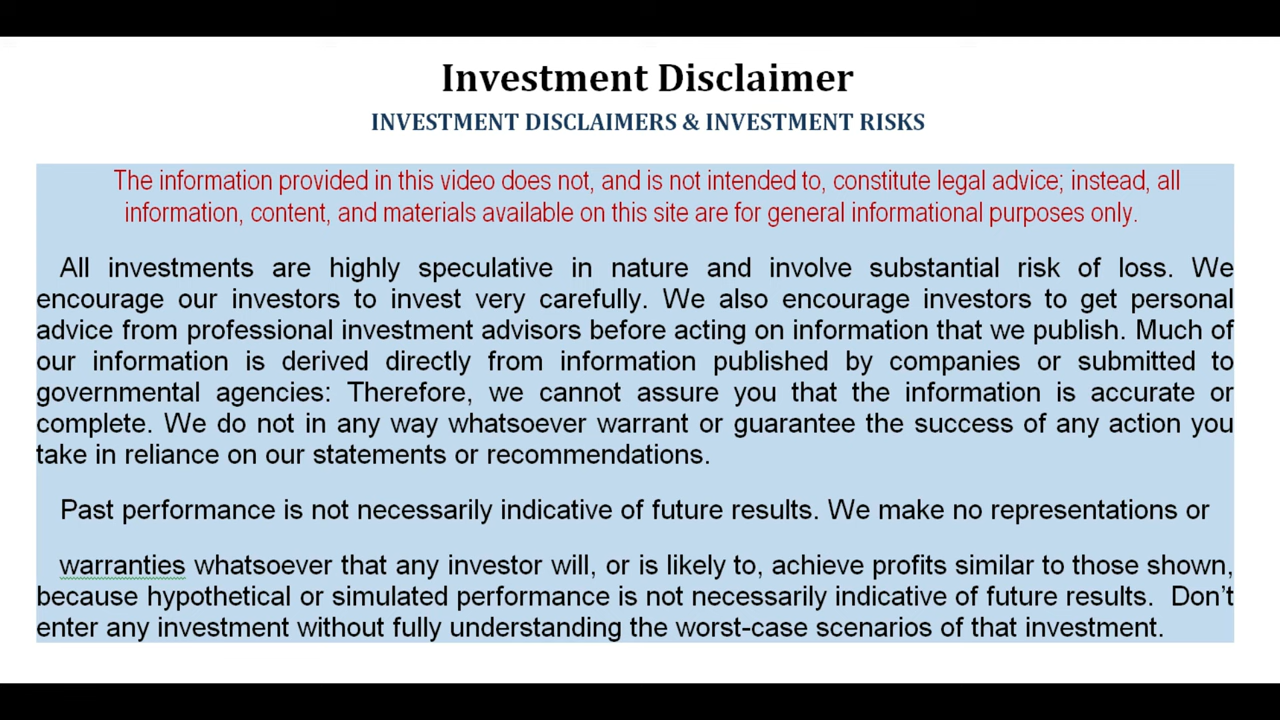 Investment Disclaimer
INVESTMENT DISCLAIMERS & INVESTMENT RISKS
The information provided in this video does not, and is not intended to, constitute legal advice; instead, all
information, content, and materials available on this site are for general informational purposes only.
All investments are highly speculative in nature and involve substantial risk of loss. We
encourage our investors to invest very carefully. We also encourage investors to get personal
advice from professional investment advisors before acting on information that we publish. Much of
our information is derived directly from information published by companies or submitted to
governmental agencies: Therefore, we cannot assure you that the information is accurate or
complete. We do not in any way whatsoever warrant or guarantee the success of any action you
take in reliance on our statements or recommendations.
Past performance is not necessarily indicative of future results. We make no representations or
warranties whatsoever that any investor will, or is likely to, achieve profits similar to those shown,
because hypothetical or simulated performance is not necessarily indicative of future results. Don’t
enter any investment without fully understanding the worst-case scenarios of that investment.